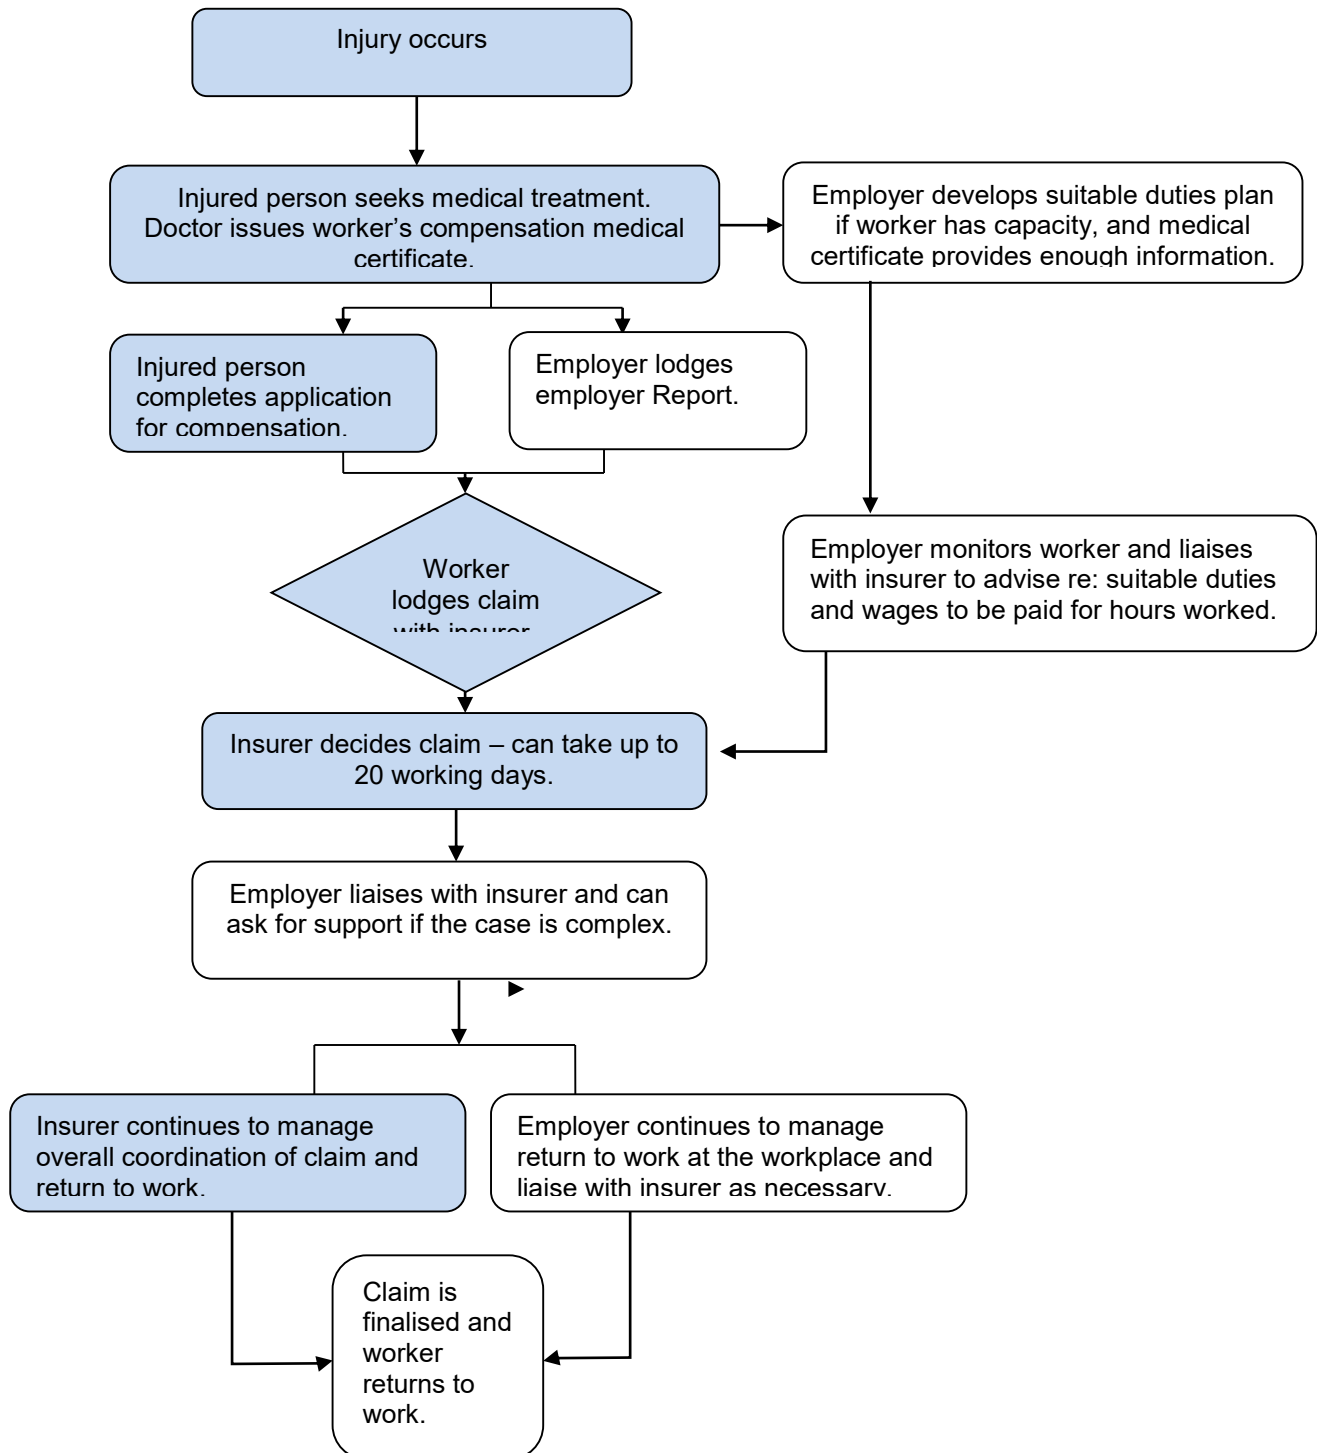 Injury occurs
Injured person seeks medical treatment.
Doctor issues worker’s compensation medical
certificate.
Employer develops suitable duties plan
if worker has capacity, and medical
certificate provides enough information.
Injured person
completes application
for compensation.
Employer lodges
employer Report.
Worker
lodges claim
with insurer
Employer monitors worker and liaises
with insurer to advise re: suitable duties
and wages to be paid for hours worked.
Insurer decides claim – can take up to
20 working days.
Employer liaises with insurer and can
ask for support if the case is complex.
Insurer continues to manage
overall coordination of claim and
return to work.
Employer continues to manage
return to work at the workplace and
liaise with insurer as necessary.
Claim is
finalised and
worker
returns to
work.